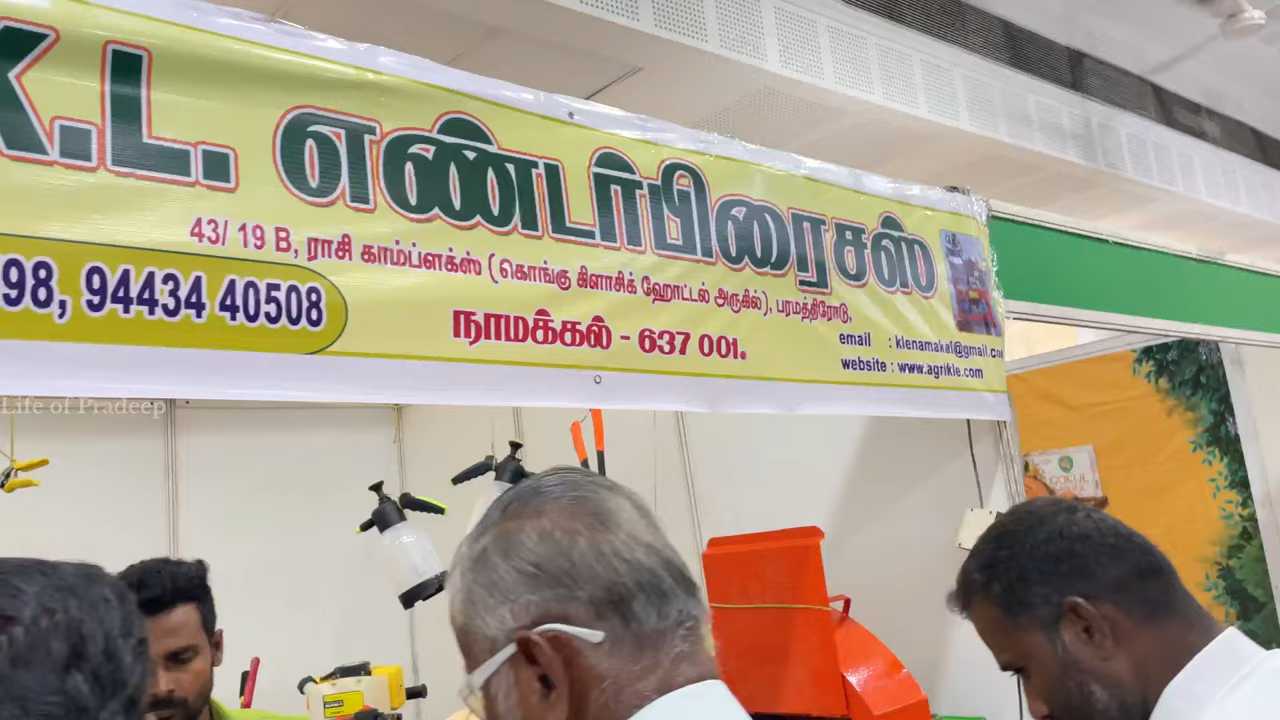 K.L. எண்டர்பிரைசஸ்
43/ 19 B, ராசி காம்ப்ளக்ஸ் (கொங்கு கிளாசிக் ஹோட்டல் அருகில்), பரமத்திரோடு,
98, 94434 40508
நாமக்கல் - 637 001.
email : klenamakal@gmail.co
website : www.agrikle.com
Life of Pradeep
GOKUL